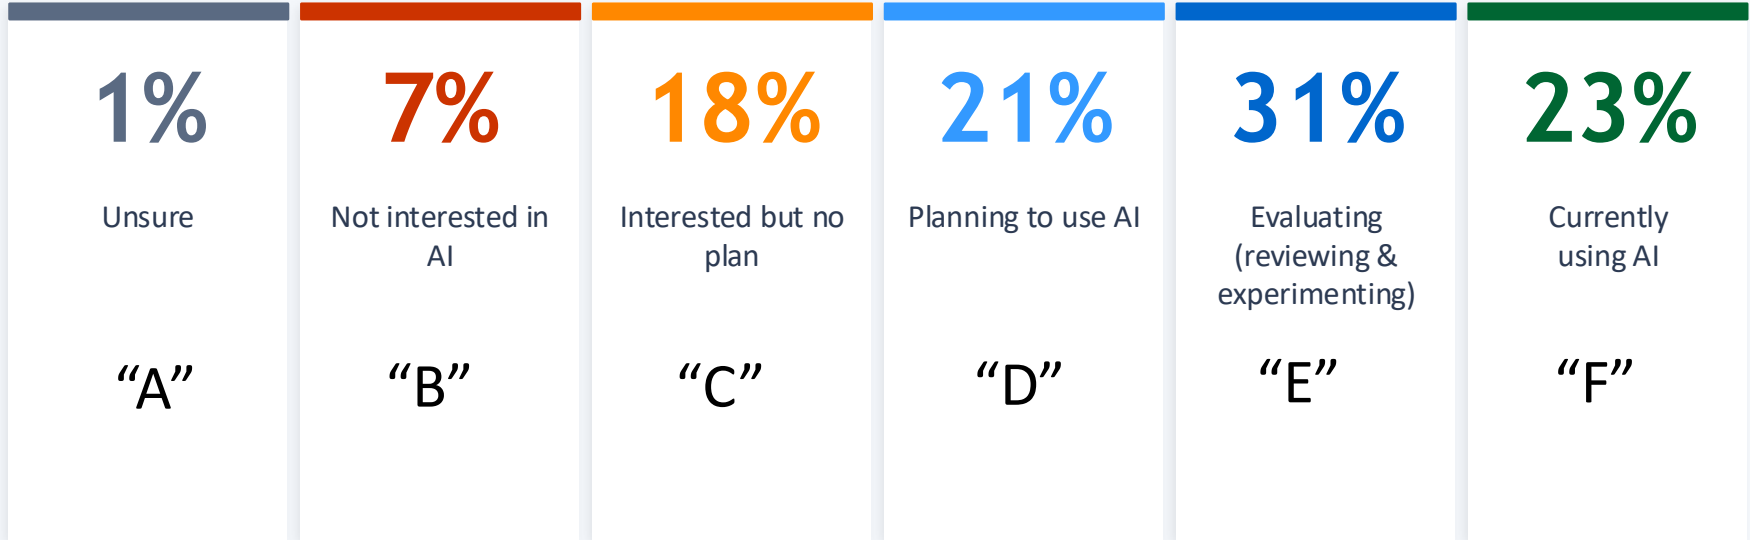 1%
7%
18%
21%
31%
23%
Unsure
Not interested in
AI
Interested but no
plan
Planning to use AI
Evaluating
(reviewing &
experimenting)
Currently
using AI
“A”
“B”
“C”
“D”
“E”
“F”